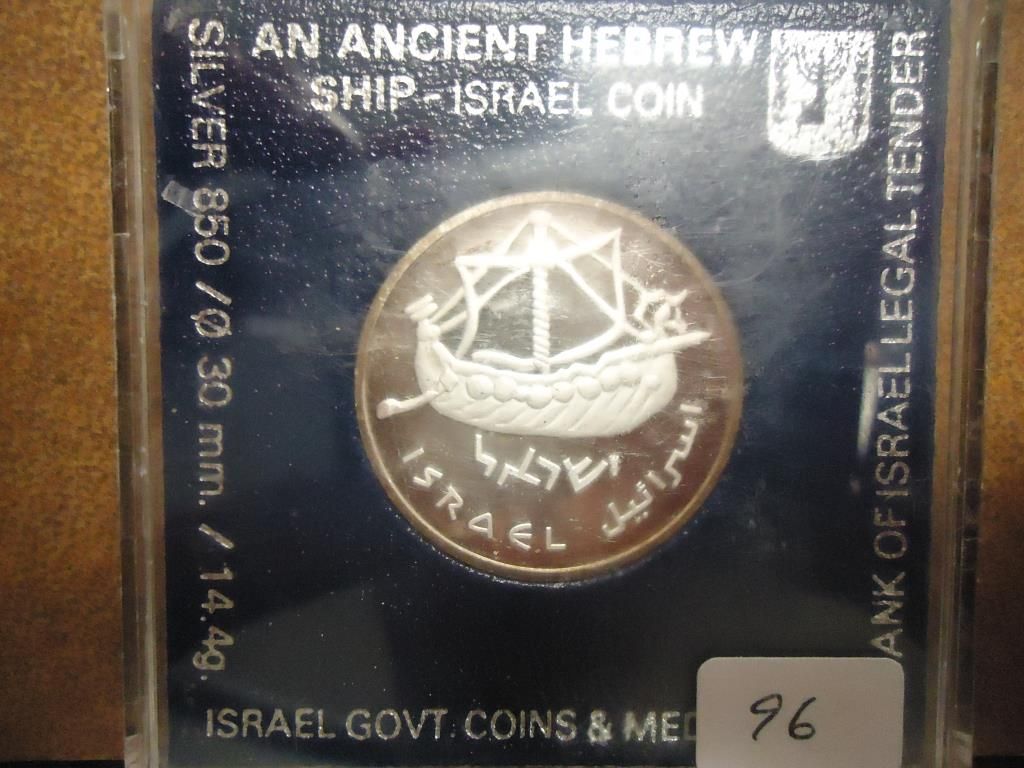 AN ANCIENT HEBREW
SHIP - ISRAEL COIN
SILVER 850 / Ø 30 mm. / 14.4g.
ANK OF ISRAEL LEGAL TENDER
ישראל
ISRAEL
اسرائيل
ISRAEL GOVT. COINS & MED
96